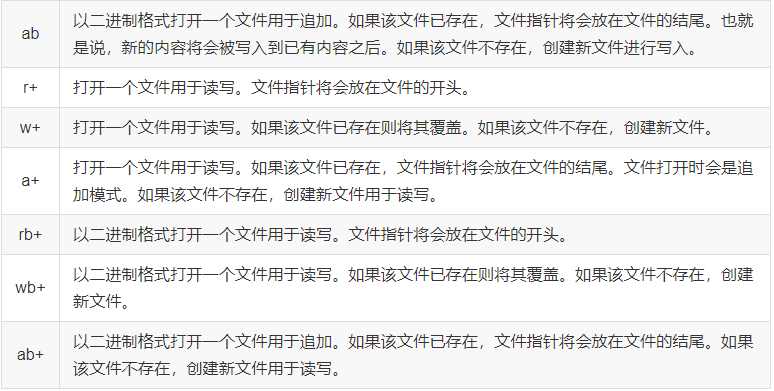 ab
以二进制格式打开一个文件用于追加。如果该文件已存在，文件指针将会放在文件的结尾。也就
是说，新的内容将会被写入到已有内容之后。如果该文件不存在，创建新文件进行写入。
r+
打开一个文件用于读写。文件指针将会放在文件的开头。
w+
打开一个文件用于读写。如果该文件已存在则将其覆盖。如果该文件不存在，创建新文件。
a+
打开一个文件用于读写。如果该文件已存在，文件指针将会放在文件的结尾。文件打开时会是追
加模式。如果该文件不存在，创建新文件用于读写。
rb+
以二进制格式打开一个文件用于读写。文件指针将会放在文件的开头。
wb+
以二进制格式打开一个文件用于读写。如果该文件已存在则将其覆盖。如果该文件不存在，创建
新文件。
ab+
以二进制格式打开一个文件用于追加。如果该文件已存在，文件指针将会放在文件的结尾。如果
该文件不存在，创建新文件用于读写。